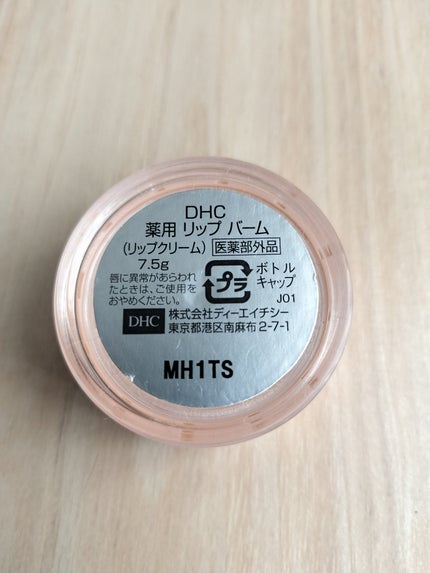 DHC
薬用 リップ バーム
(リップクリーム) 医薬部外品
7.5g
唇に異常があらわれ
たときは、ご使用を
おやめください。
プラ
ボトル
キャップ
J01
DHC 株式会社ディーエイチシー
東京都港区南麻布2-7-1
MH1TS